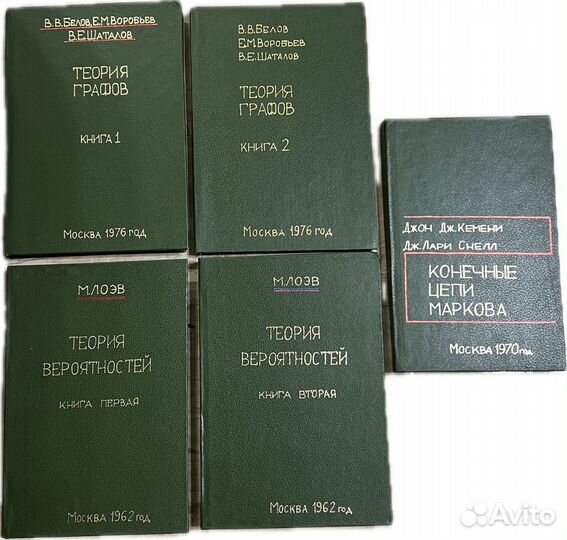 В.В.Белов, Е.М.Воробьев
В.Е.Шаталов
ТЕОРИЯ
ГРАФОВ
КНИГА 1
МОСКВА 1976 ГОД
В.В.Белов
Е.М.Воробьев
В.Е.Шаталов
ТЕОРИЯ
ГРАФОВ
КНИГА 2
МОСКВА 1976 ГОД
ДЖОН ДЖ.КЕМЕНИ
ДЖ.ЛАРИ СНЕЛЛ
КОНЕЧНЫЕ
ЦЕПИ
МАРКОВА
МОСКВА 1970 ГОД
М.ЛОЭВ
ТЕОРИЯ
ВЕРОЯТНОСТЕЙ
КНИГА ПЕРВАЯ
МОСКВА 1962 ГОД
М.ЛОЭВ
ТЕОРИЯ
ВЕРОЯТНОСТЕЙ
КНИГА ВТОРАЯ
МОСКВА 1962 ГОД
Avito